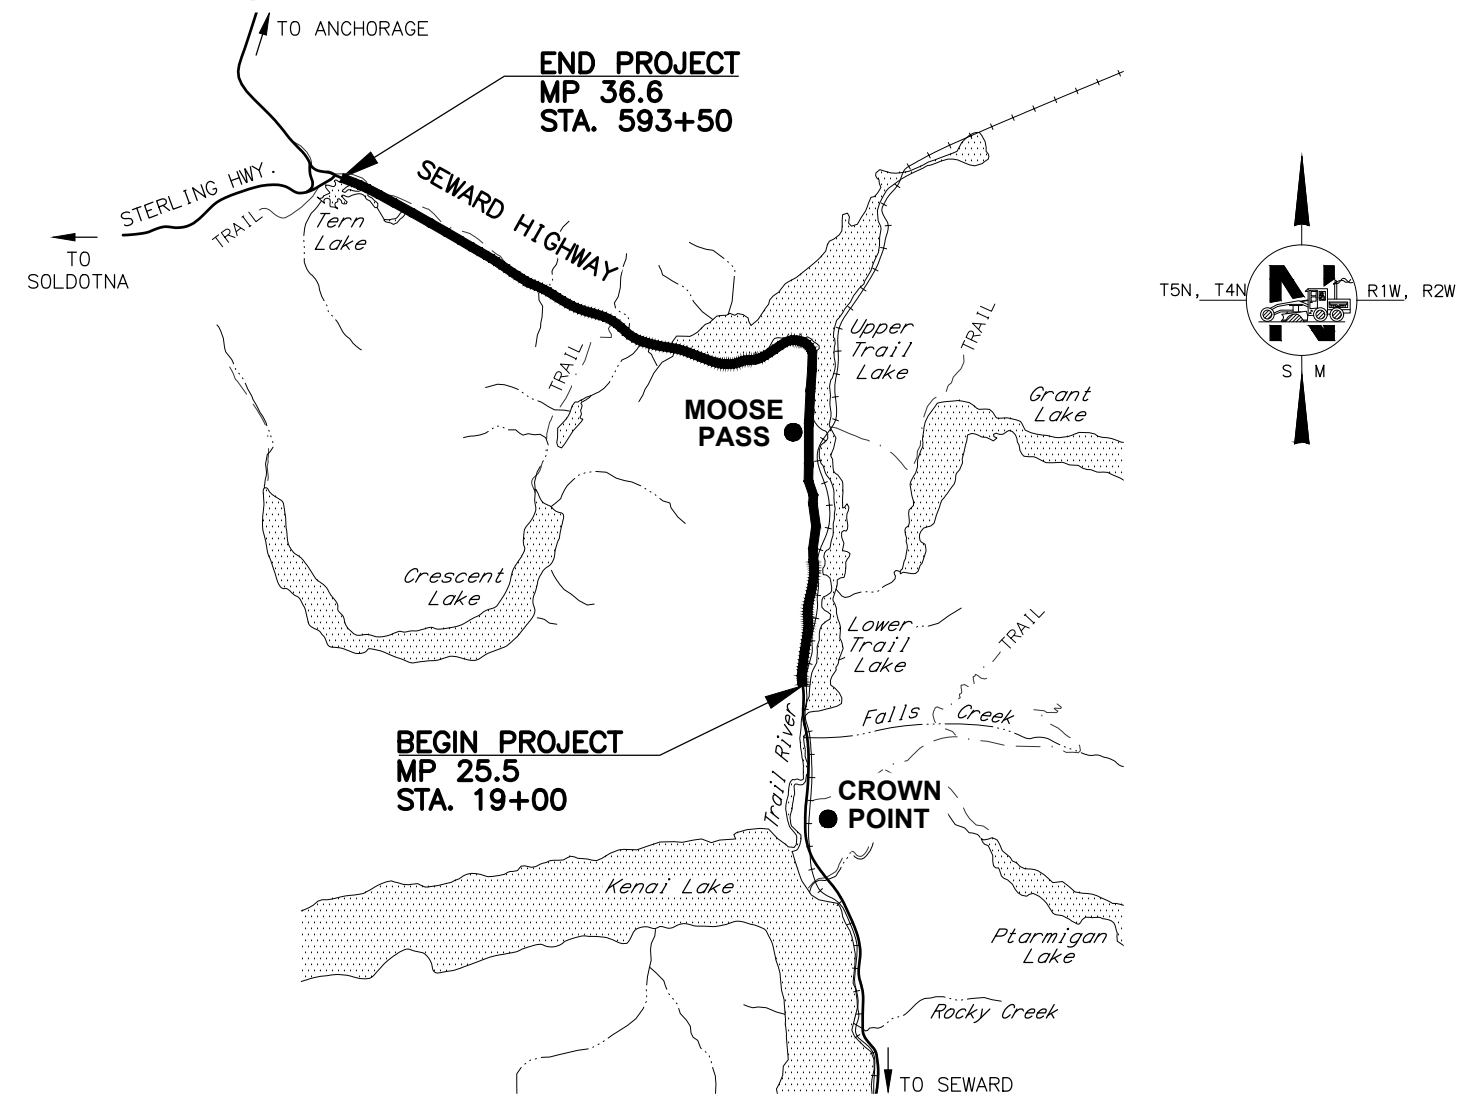 TO ANCHORAGE
END PROJECT
MP 36.6
STA. 593+50
SEWARD HIGHWAY
STERLING HWY.
TRAIL
Tern
Lake
TO
SOLDOTNA
T5N, T4N
N
R1W, R2W
S M
Upper
Trail
Lake
TRAIL
TRAIL
Grant
Lake
MOOSE
PASS
Crescent
Lake
Lower
Trail
Lake
TRAIL
BEGIN PROJECT
MP 25.5
STA. 19+00
Trail River
Falls Creek
CROWN
POINT
Kenai Lake
Ptarmigan
Lake
Rocky Creek
TO SEWARD